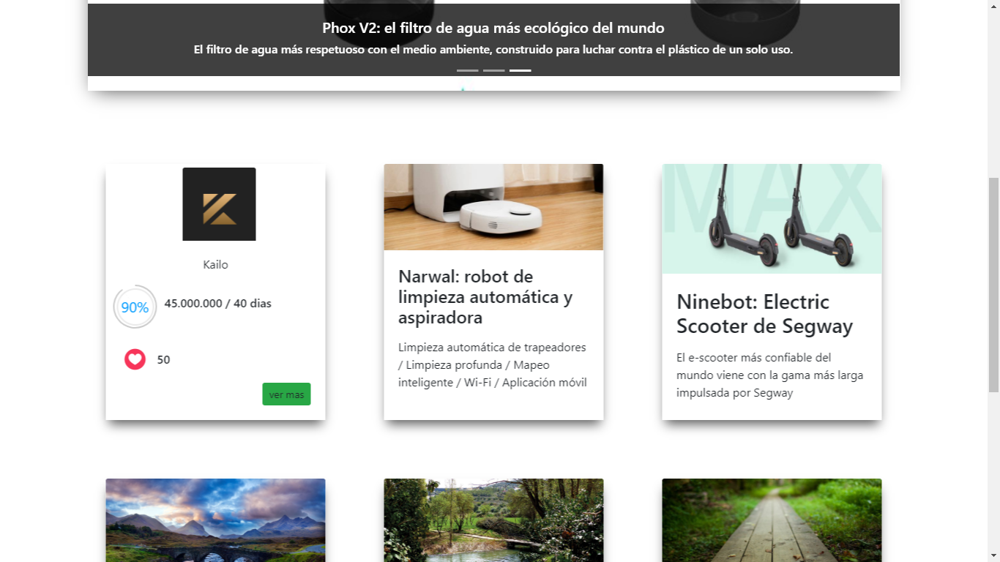 Phox V2: el filtro de agua más ecológico del mundo
El filtro de agua más respetuoso con el medio ambiente, construido para luchar contra el plástico de un solo uso.
K
Kailo
90%
45.000.000 / 40 dias
50
ver mas
Narwal: robot de
limpieza automática y
aspiradora
Limpieza automática de trapeadores
/ Limpieza profunda / Mapeo
inteligente / Wi-Fi / Aplicación móvil
MAX
Ninebot: Electric
Scooter de Segway
El e-scooter más confiable del
mundo viene con la gama más larga
impulsada por Segway